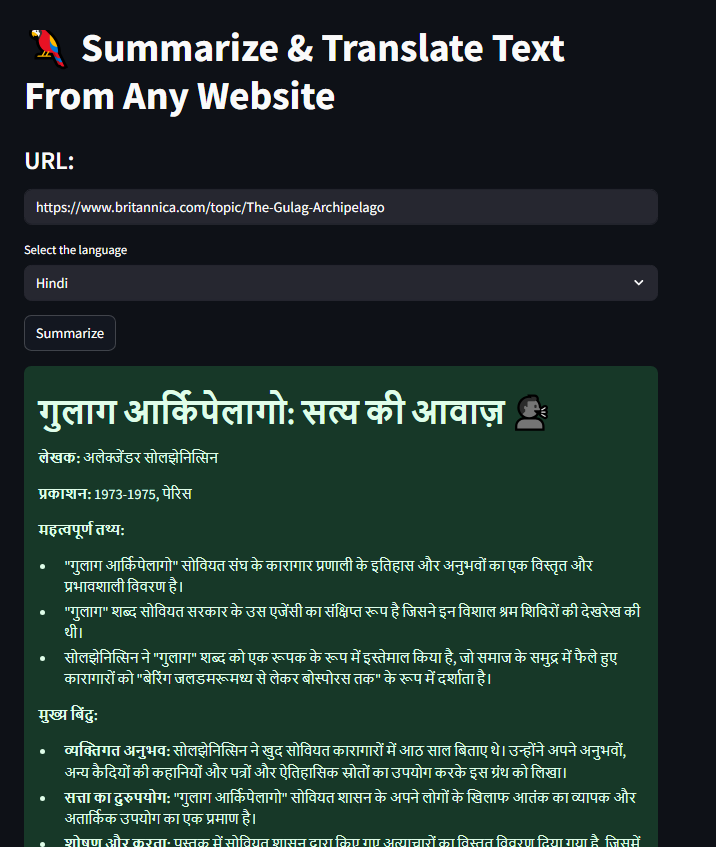 Summarize & Translate Text
From Any Website
URL:
https://www.britannica.com/topic/The-Gulag-Archipelago
Select the language
Hindi
Summarize
गुलाग आर्किपेलागो: सत्य की आवाज़
लेखक: अलेक्जेंडर सोलझेनित्सिन
प्रकाशन: 1973-1975, पेरिस
महत्वपूर्ण तथ्य:
• "गुलाग आर्किपेलागो" सोवियत संघ के कारागार प्रणाली के इतिहास और अनुभवों का एक विस्तृत और
प्रभावशाली विवरण है।
• "गुलाग" शब्द सोवियत सरकार के उस एजेंसी का संक्षिप्त रूप है जिसने इन विशाल श्रम शिविरों की देखरेख की
थी।
• सोलझेनित्सिन ने "गुलाग" शब्द को एक रूपक के रूप में इस्तेमाल किया है, जो समाज के समुद्र में फैले हुए
कारागारों को "बेरिंग जलडमरूमध्य से लेकर बोस्पोरस तक" के रूप में दर्शाता है।
मुख्य बिंदु:
• व्यक्तिगत अनुभव: सोलझेनित्सिन ने खुद सोवियत कारागारों में आठ साल बिताए थे। उन्होंने अपने अनुभवों,
अन्य कैदियों की कहानियों और पत्रों और ऐतिहासिक स्रोतों का उपयोग करके इस ग्रंथ को लिखा।
• सत्ता का दुरुपयोग: "गुलाग आर्किपेलागो" सोवियत शासन के अपने लोगों के खिलाफ आतंक का व्यापक और
अतार्किक उपयोग का एक प्रमाण है।
• शोषण और क्रूरता: पुस्तक में सोवियत शासन द्वारा किए गए अत्याचारों का विस्तृत विवरण दिया गया है, जिसमें